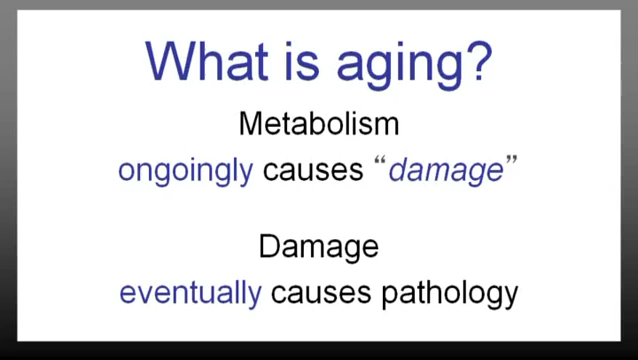 What is aging?
Metabolism
ongoingly causes “damage”
Damage
eventually causes pathology